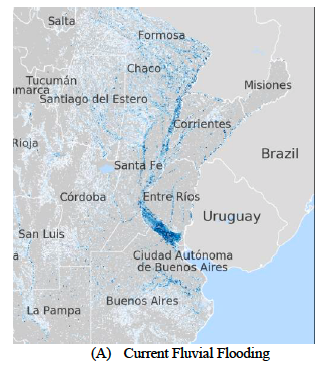 Salta
Formosa
Chaco
Tucumán
amarca
Santiago del Estero
Misiones
Corrientes
Rioja
Brazil
Santa Fe
Córdoba
Entre Ríos
Uruguay
San Luis
a
Ciudad Autónoma
de Buenos Aires
Buenos Aires
La Pampa
(A) Current Fluvial Flooding